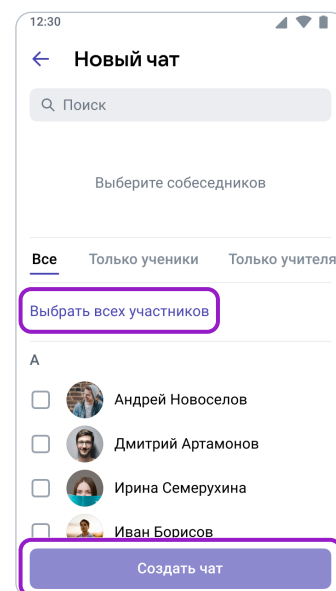 12:30
Новый чат
Поиск
Выберите собеседников
Все Только ученики Только учителя
Выбрать всех участников
А
Андрей Новоселов
Дмитрий Артамонов
Ирина Семерухина
Иван Борисов
Создать чат